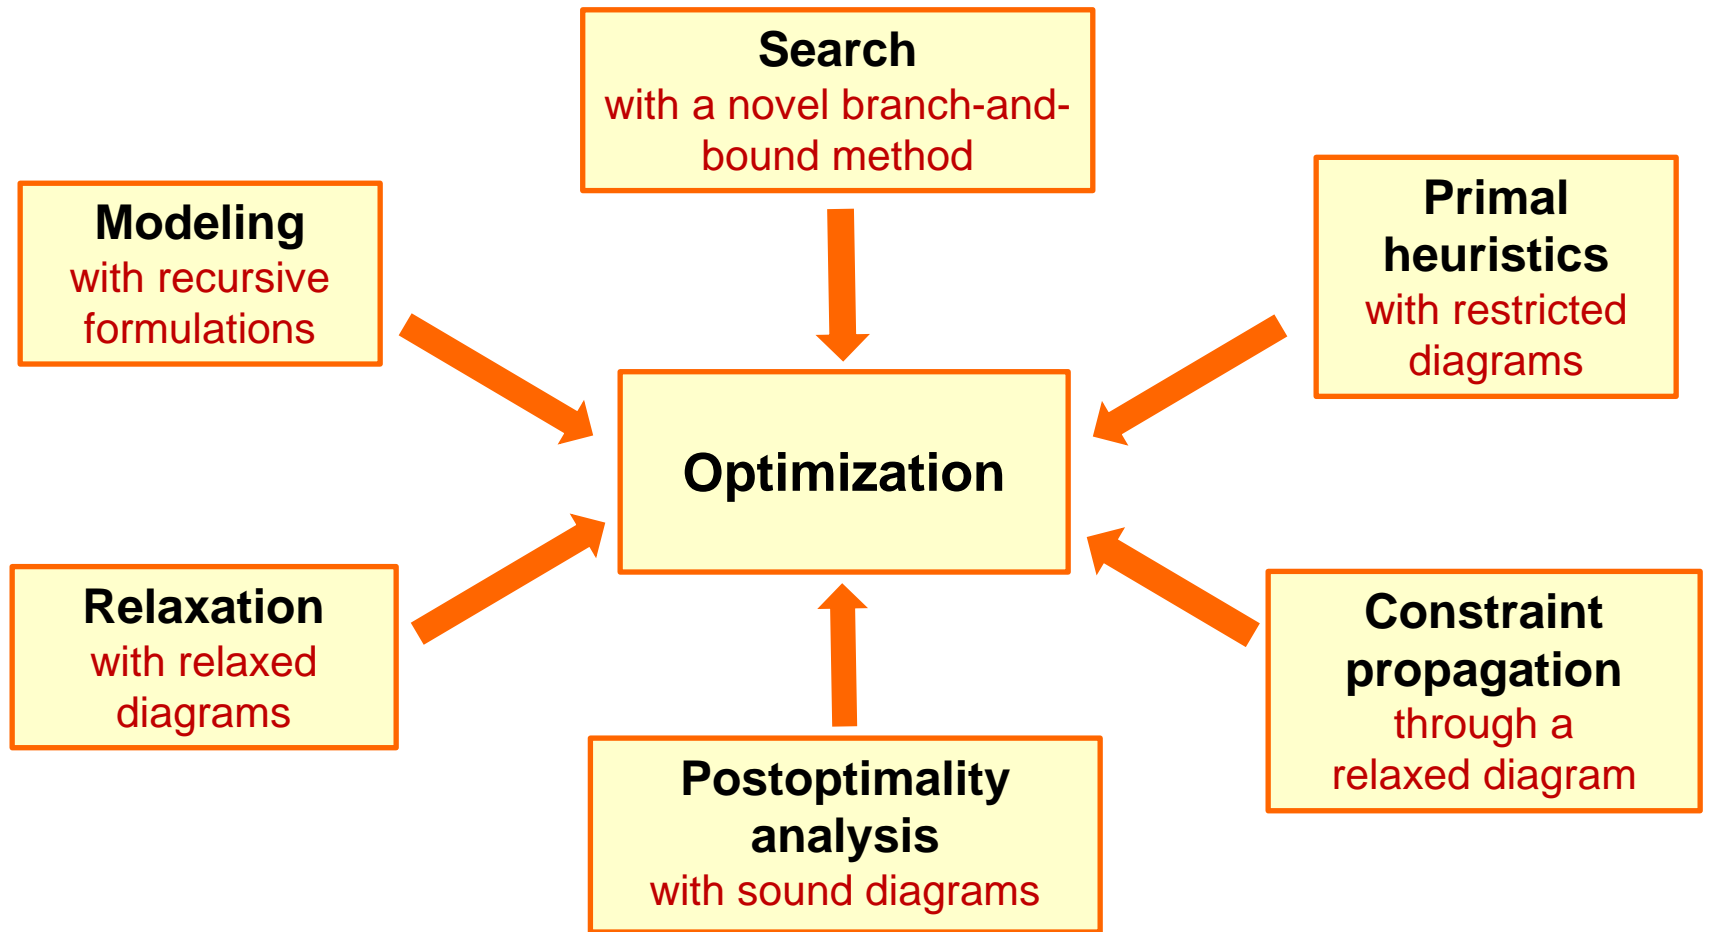 Search
with a novel branch-and-
bound method
Modeling
with recursive
formulations
Primal
heuristics
with restricted
diagrams
Optimization
Relaxation
with relaxed
diagrams
Constraint
propagation
through a
relaxed diagram
Postoptimality
analysis
with sound diagrams